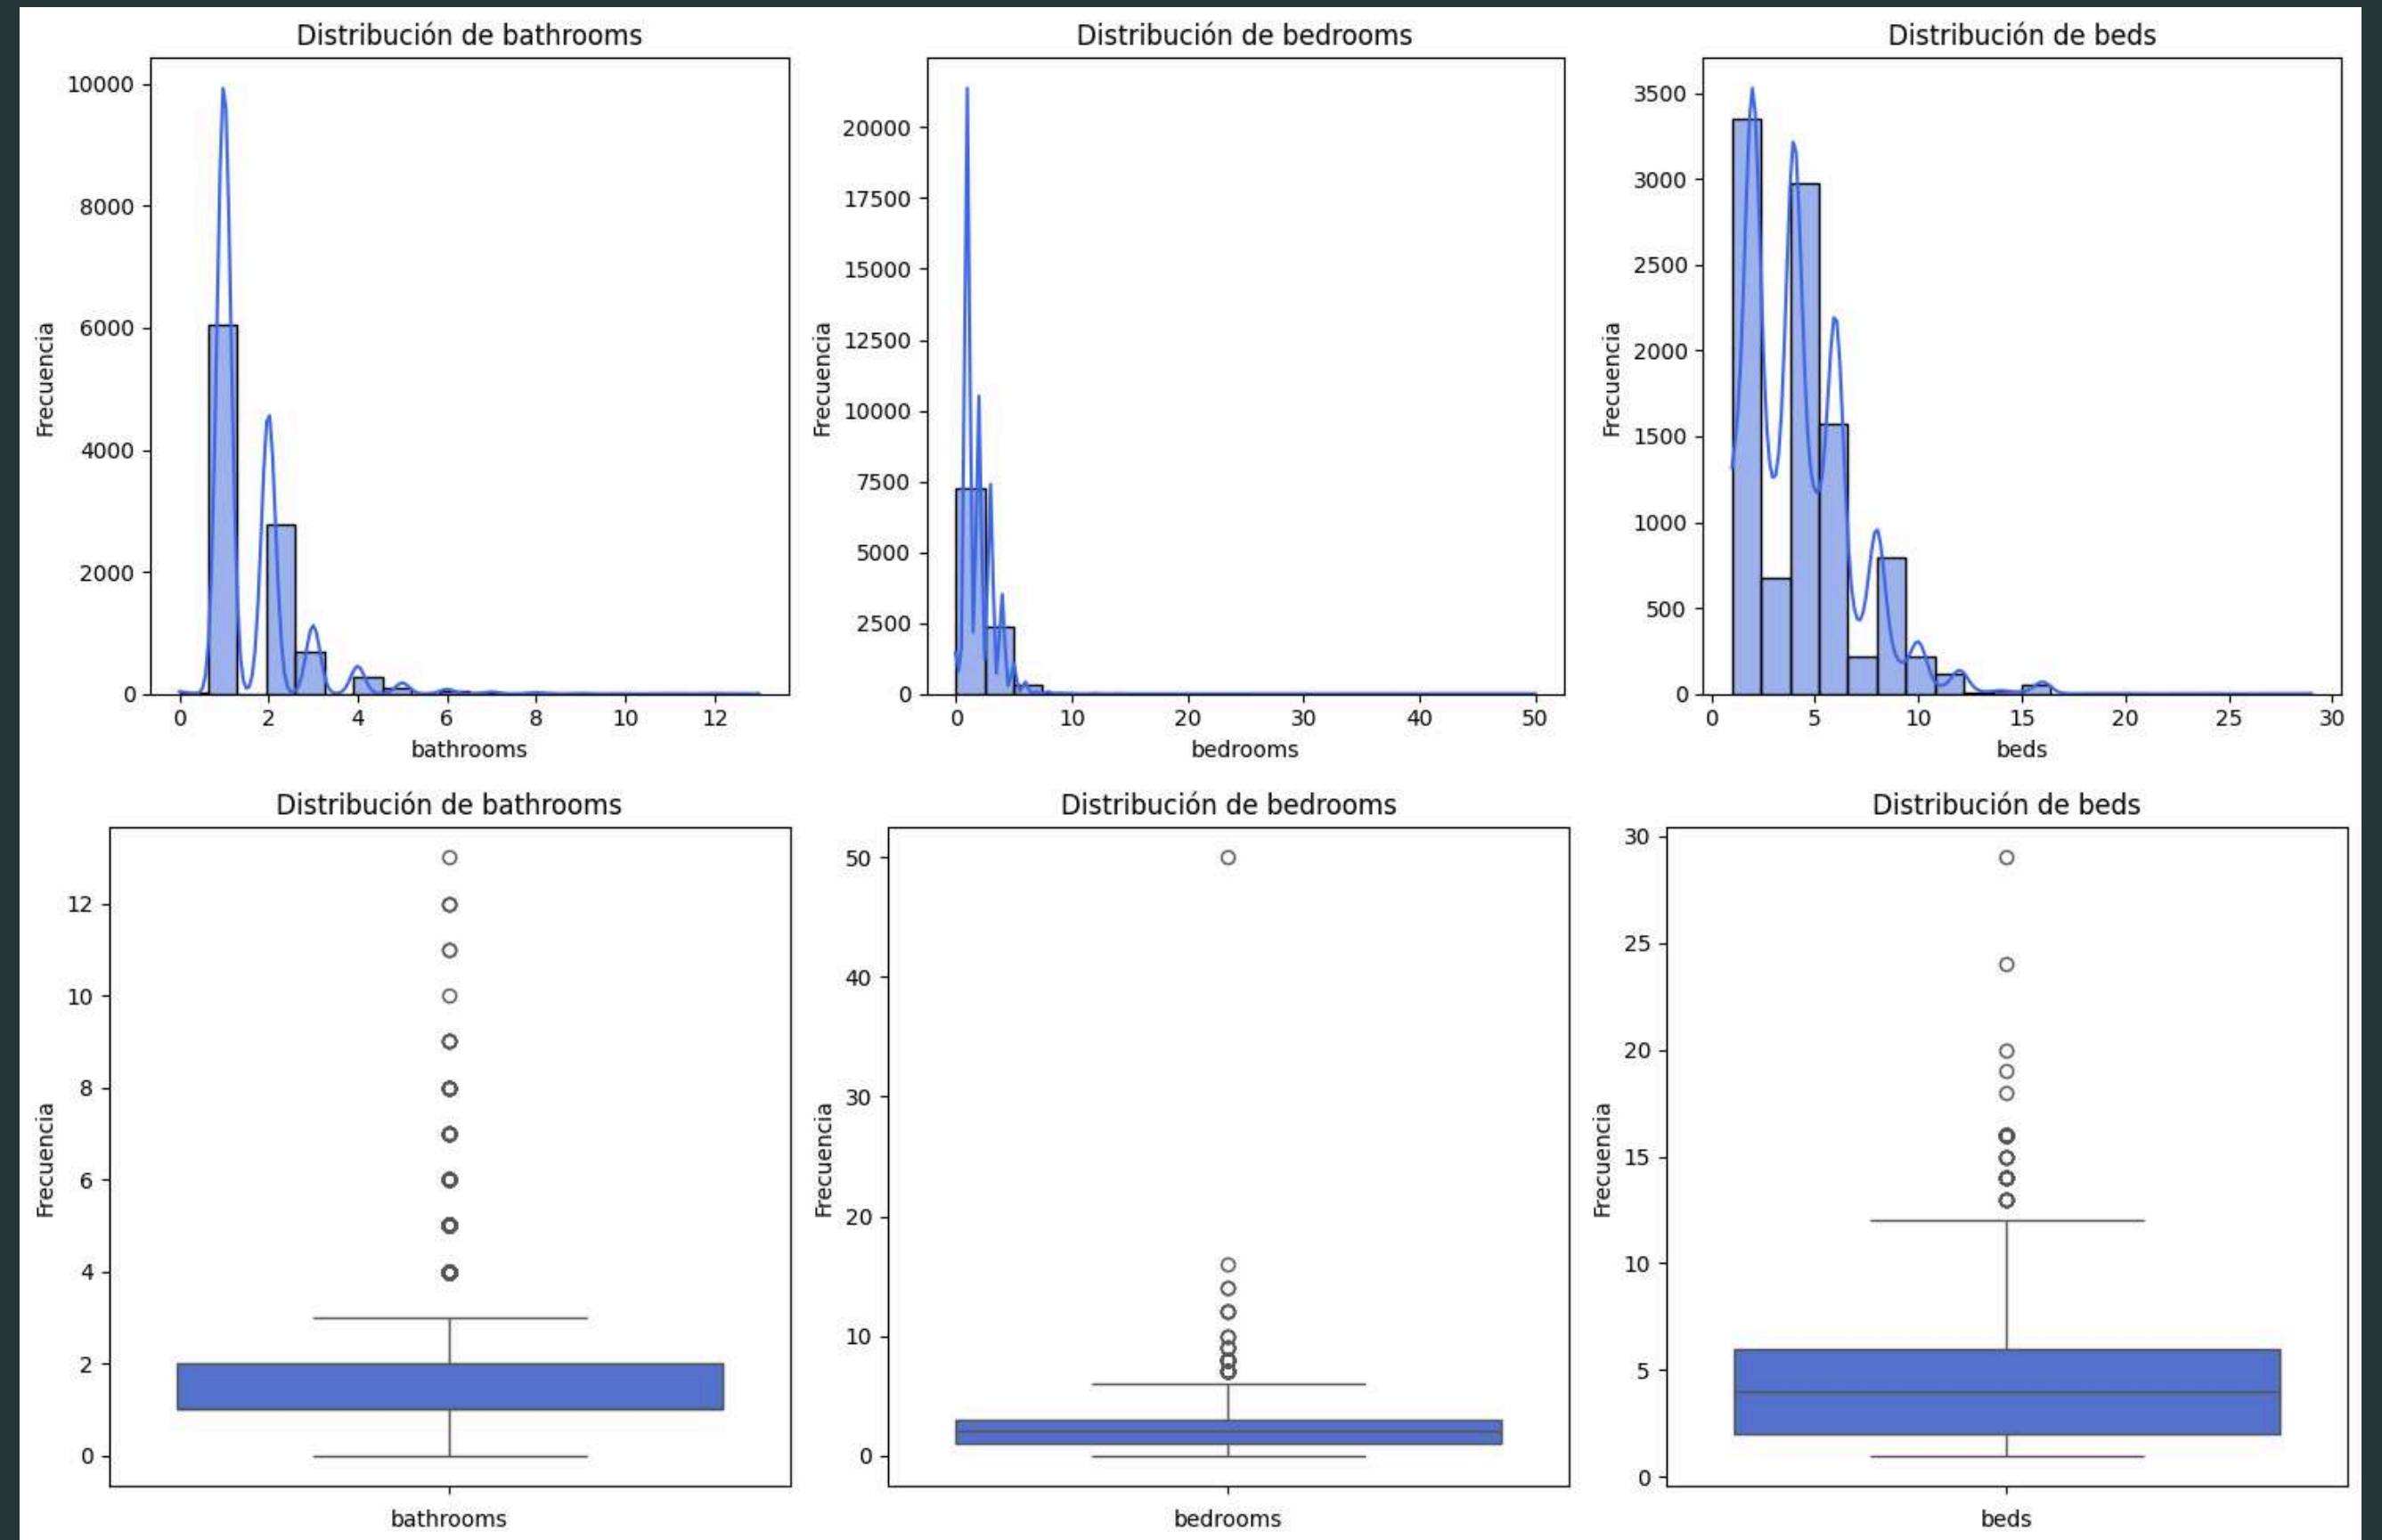 Distribución de bathrooms
Distribución de bedrooms
Distribución de beds
10000
8000
6000
4000
2000
0
Frecuencia
0 2 4 6 8 10 12
bathrooms
20000
17500
15000
12500
10000
7500
5000
2500
0
Frecuencia
0 10 20 30 40 50
bedrooms
3500
3000
2500
2000
1500
1000
500
0
Frecuencia
0 5 10 15 20 25 30
beds
Distribución de bathrooms
Distribución de bedrooms
Distribución de beds
12
10
8
6
4
2
0
Frecuencia
bathrooms
50
40
30
20
10
0
Frecuencia
bedrooms
30
25
20
15
10
5
0
Frecuencia
beds